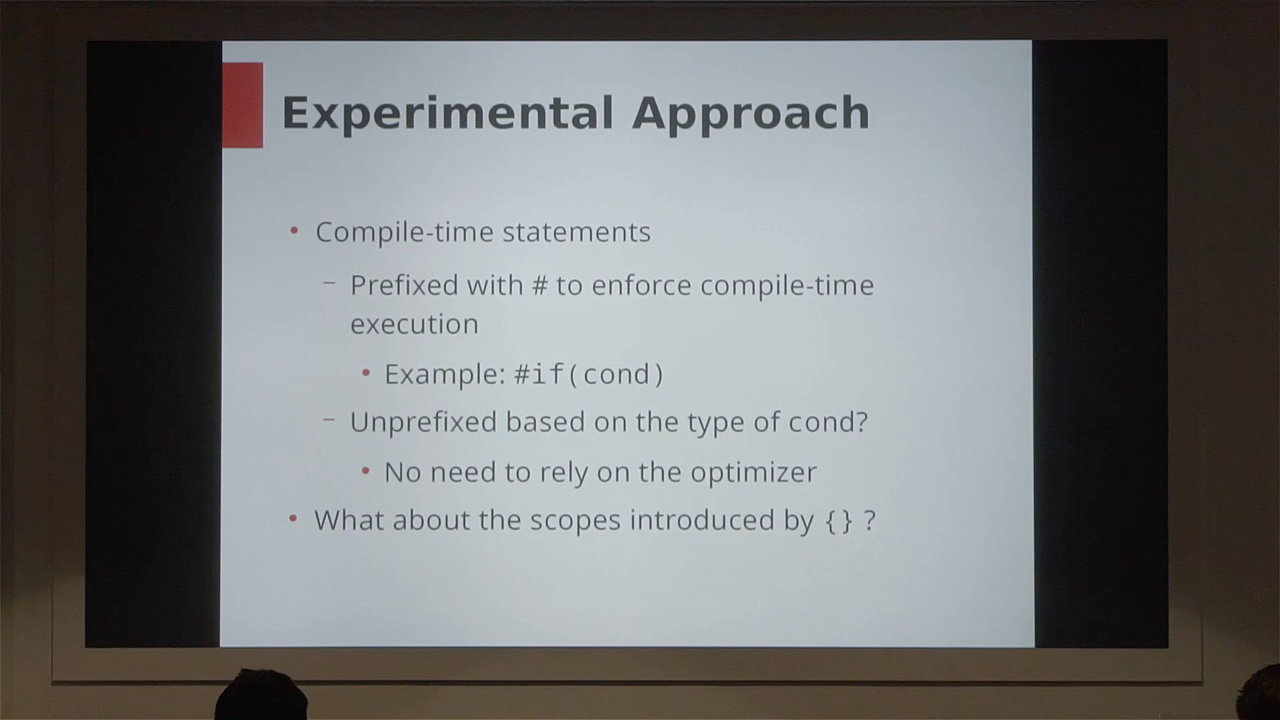 Experimental Approach
• Compile-time statements
– Prefixed with # to enforce compile-time
execution
• Example: #if(cond)
– Unprefixed based on the type of cond?
• No need to rely on the optimizer
• What about the scopes introduced by {} ?